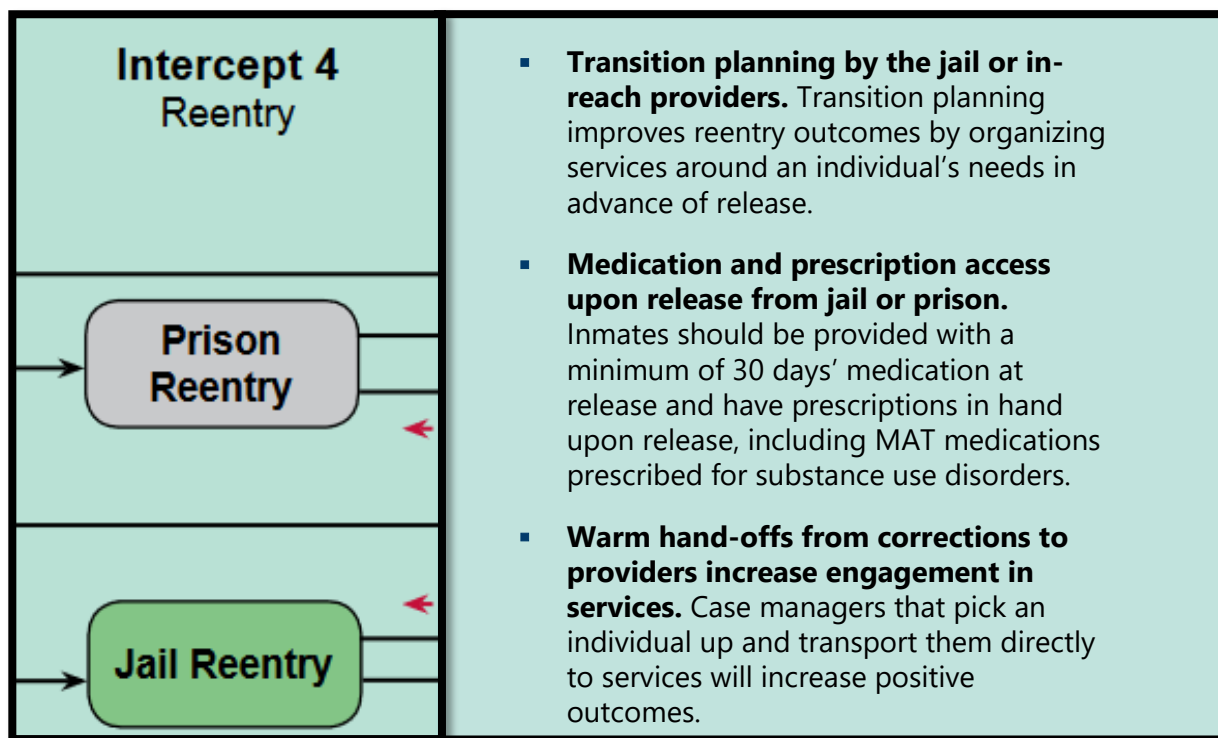 Intercept 4
Reentry
Prison
Reentry
Jail Reentry
▪ Transition planning by the jail or in-
reach providers. Transition planning
improves reentry outcomes by organizing
services around an individual’s needs in
advance of release.
▪ Medication and prescription access
upon release from jail or prison.
Inmates should be provided with a
minimum of 30 days’ medication at
release and have prescriptions in hand
upon release, including MAT medications
prescribed for substance use disorders.
▪ Warm hand-offs from corrections to
providers increase engagement in
services. Case managers that pick an
individual up and transport them directly
to services will increase positive
outcomes.